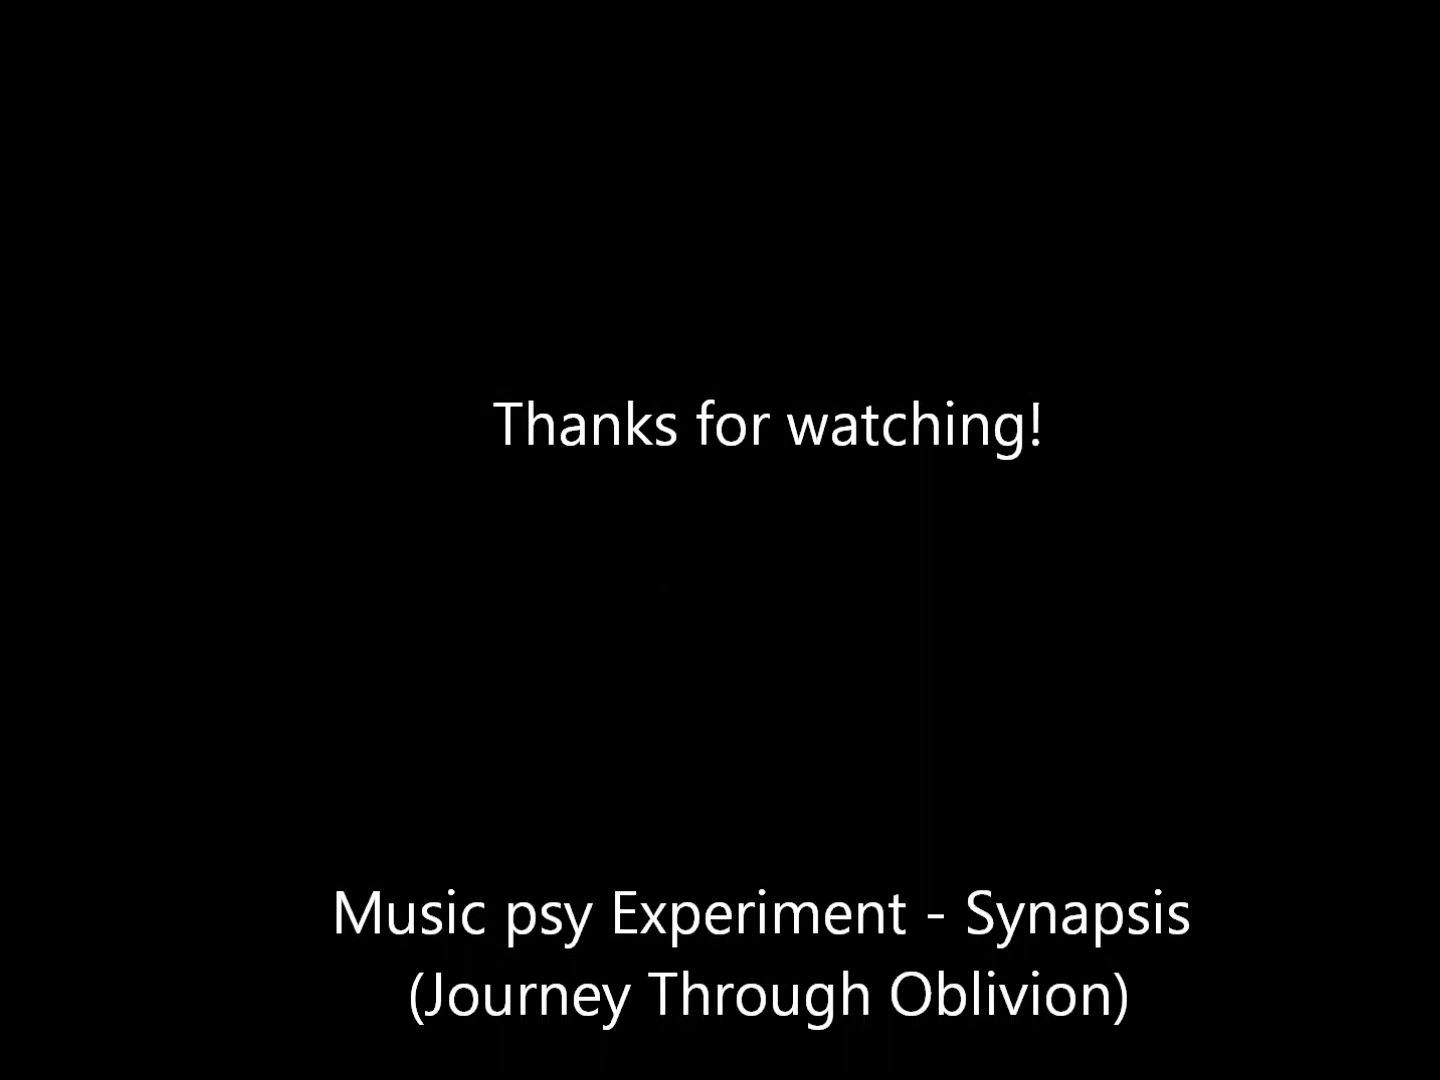 Thanks for watching!
Music psy Experiment - Synapsis
(Journey Through Oblivion)